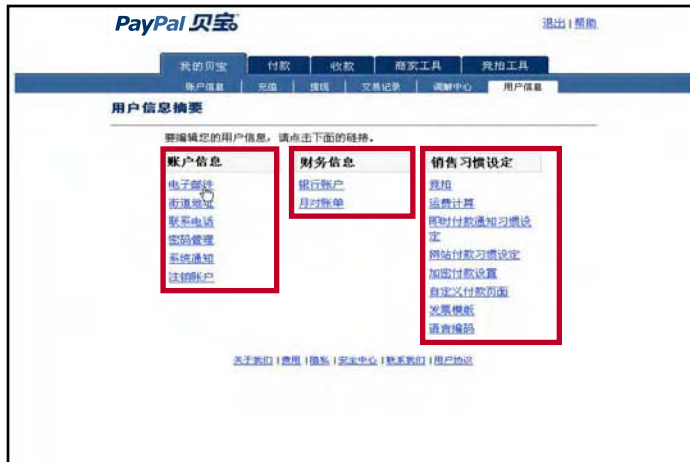 PayPal 贝宝
退出 | 帮助
我的贝宝 付款 收款 商家工具 竞拍工具
账户信息 充值 提现 交易记录 调解中心 用户信息
用户信息摘要
要编辑您的用户信息，请点击下面的链接。
账户信息
电子邮件
街道地址
联系电话
密码管理
系统通知
注销账户
财务信息
银行账户
月对账单
销售习惯设定
竞拍
运费计算
即时付款通知习惯设
定
网站付款习惯设定
加密付款设置
自定义付款页面
发票模版
语言编码
关于我们 | 费用 | 隐私 | 安全中心 | 联系我们 | 用户协议